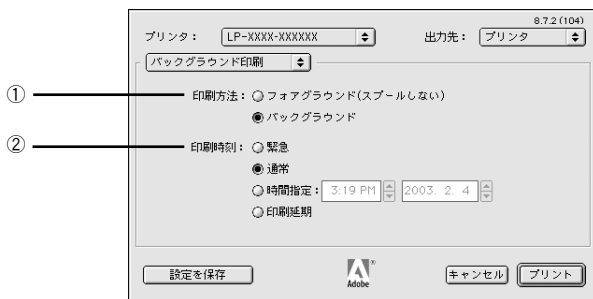 8.7.2 (104)
プリンタ： LP-XXXX-XXXXXX 出力先： プリンタ
バックグラウンド印刷
① 印刷方法： フォアグラウンド(スプールしない)
バックグラウンド
② 印刷時刻： 緊急
通常
時間指定： 3:19 PM 2003. 2. 4
印刷延期
設定を保存 Adobe ® キャンセル プリント